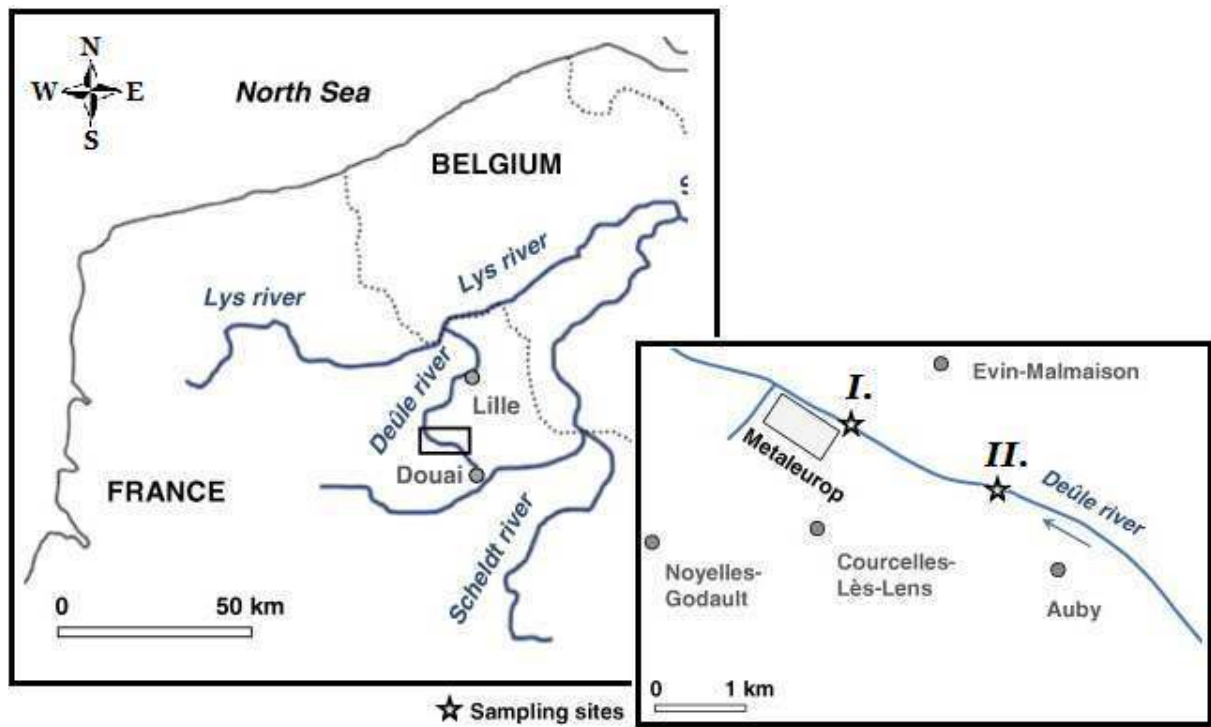 N
W E
S
North Sea
BELGIUM
S
Lys river
Lys river
Deûle river
Lille
Douai
FRANCE
Scheldt river
0 50 km
I.
Evin-Malmaison
Metaleurop
II.
Deûle river
Noyelles-
Godault
Courcelles-
Lès-Lens
Auby
0 1 km
Sampling sites